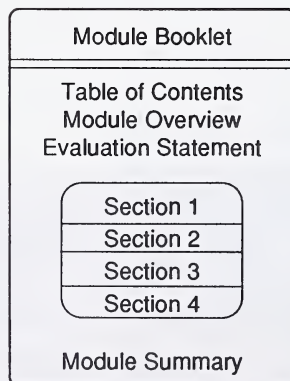 Module Booklet
Table of Contents
Module Overview
Evaluation Statement
Section 1
Section 2
Section 3
Section 4
Module Summary